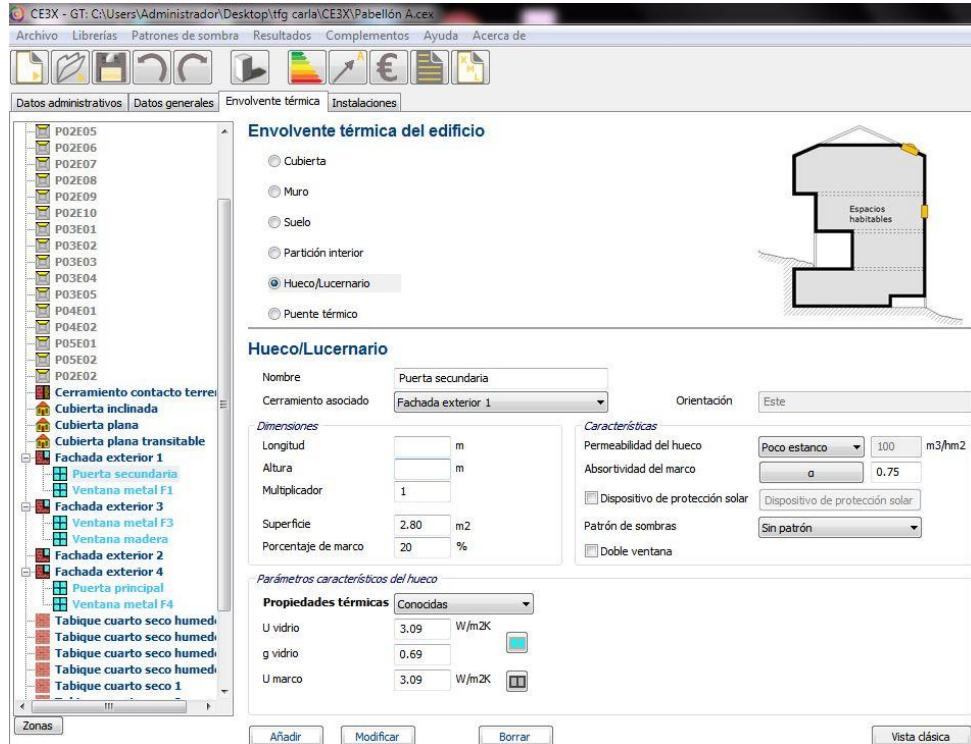 CE3X - GT: C:\Users\Administrador\Desktop\tfg carla\CE3X\Pabellón A.cex
Archivo Librerías Patrones de sombra Resultados Complementos Ayuda Acerca de
Datos administrativos Datos generales Envolvente térmica Instalaciones
P02E05
P02E06
P02E07
P02E08
P02E09
P02E10
P03E01
P03E02
P03E03
P03E04
P03E05
P04E01
P04E02
P05E01
P05E02
P02E02
Cerramiento contacto terre
Cubierta inclinada
Cubierta plana
Cubierta plana transitable
Fachada exterior 1
Puerta secundaria
Ventana metal F1
Fachada exterior 3
Ventana metal F3
Ventana madera
Fachada exterior 2
Fachada exterior 4
Puerta principal
Ventana metal F4
Tabique cuarto seco humed
Tabique cuarto seco humed
Tabique cuarto seco humed
Tabique cuarto seco humed
Tabique cuarto seco 1
Zonas
Envolvente térmica del edificio
Cubierta
Muro
Suelo
Partición interior
Hueco/Lucernario
Puente térmico
Espacios
habitables
Hueco/Lucernario
Nombre Puerta secundaria
Cerramiento asociado Fachada exterior 1 Orientación Este
Dimensiones
Longitud m
Altura m
Multiplicador 1
Superficie 2.80 m2
Porcentaje de marco 20 %
Características
Permeabilidad del hueco Poco estanco 100 m3/hm2
Absortividad del marco α 0.75
Dispositivo de protección solar Dispositivo de protección solar
Patrón de sombras Sin patrón
Doble ventana
Parámetros característicos del hueco
Propiedades térmicas Conocidas
U vidrio 3.09 W/m2K
g vidrio 0.69
U marco 3.09 W/m2K
Añadir Modificar Borrar Vista clásica